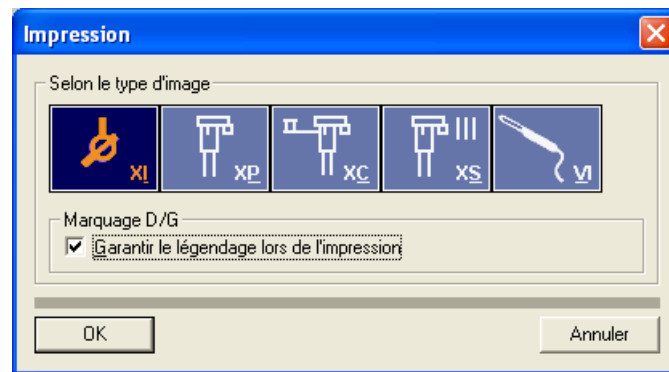 Impression
Selon le type d'image
XI XP XC XS VI
Marquage D/G
Garantir le légendage lors de l'impression
OK Annuler